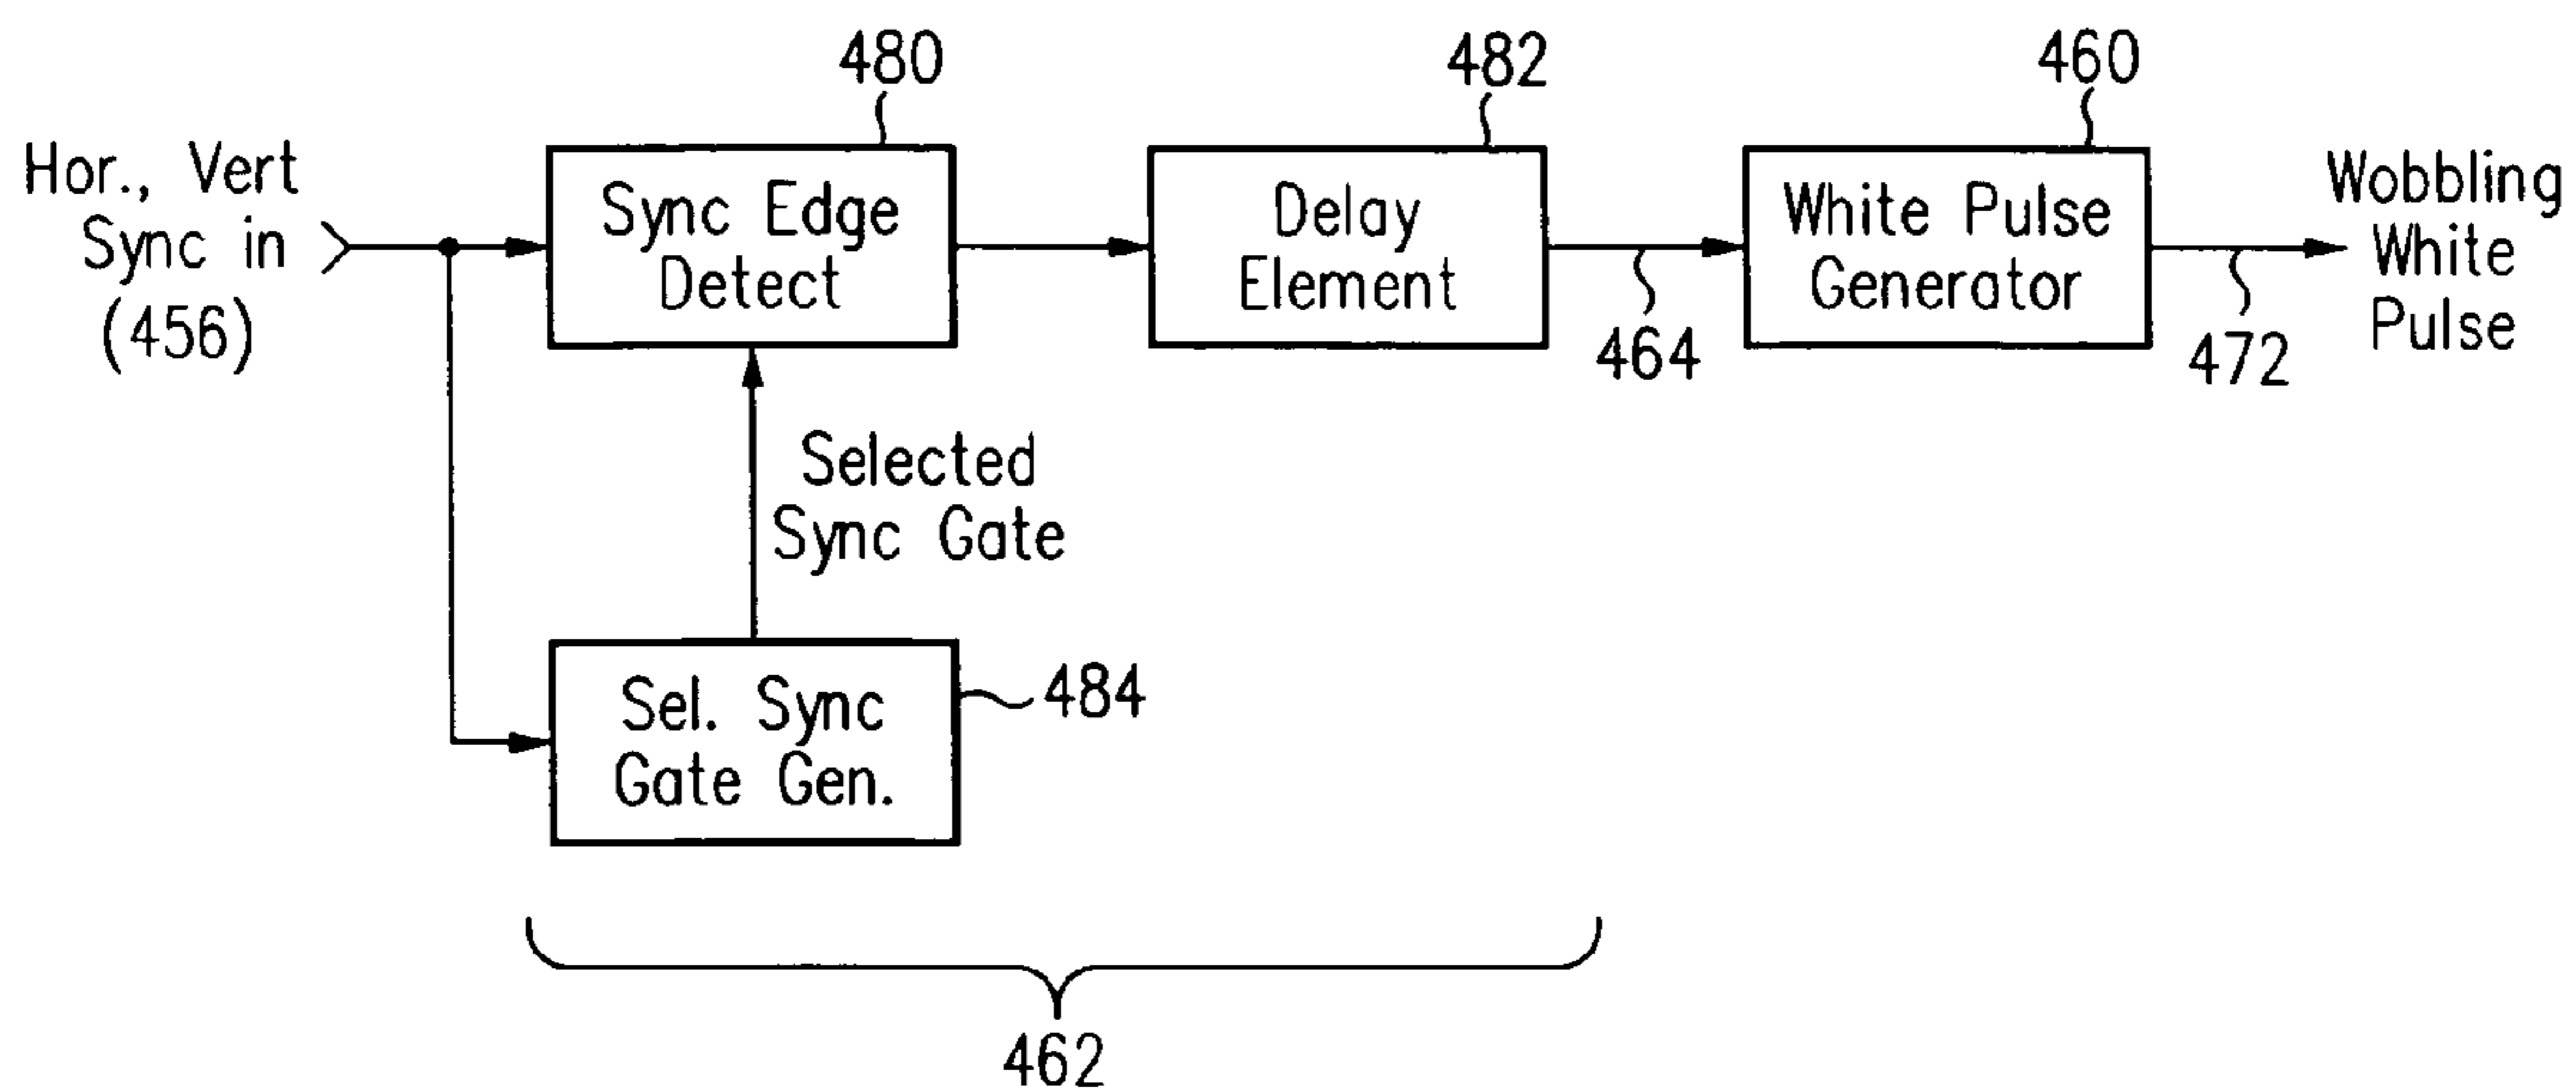 480
482
460
Hor., Vert
Sync in
(456)
Sync Edge
Detect
Delay
Element
464
White Pulse
Generator
472
Wobbling
White
Pulse
Selected
Sync Gate
Sel. Sync
Gate Gen.
484
462